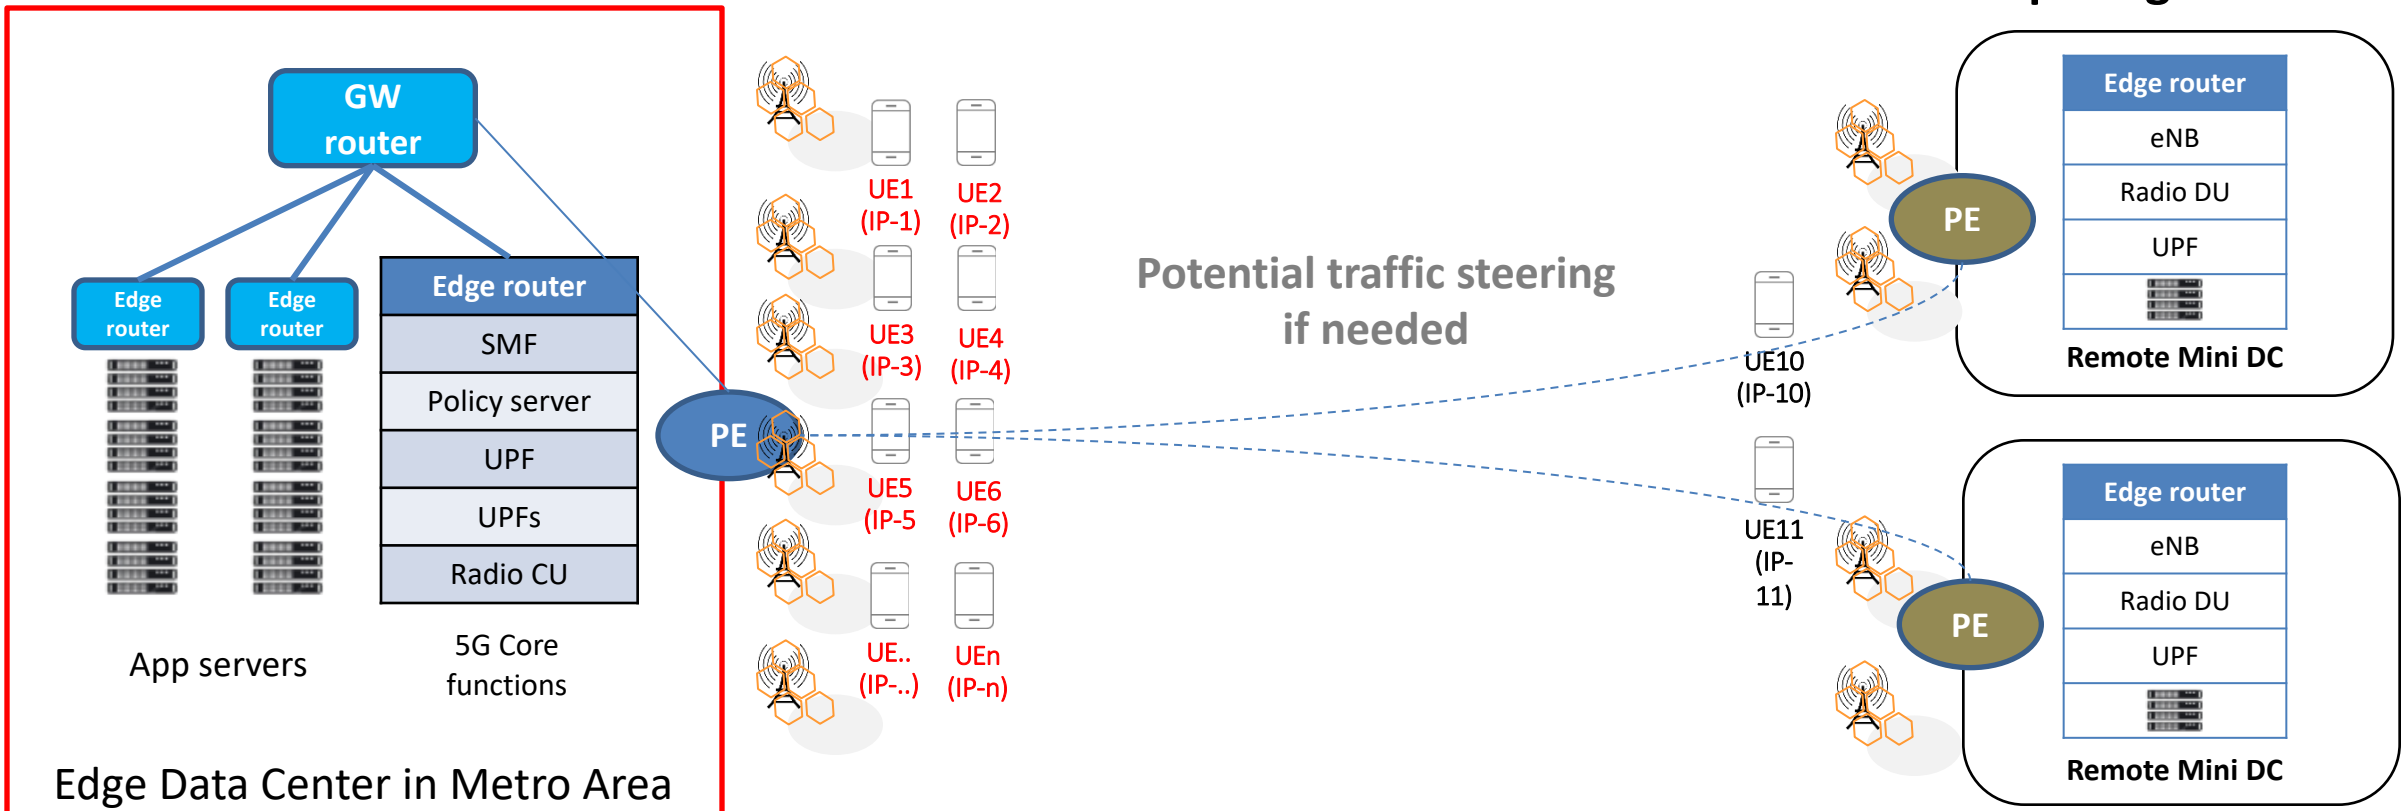 GW
router
Edge
router
Edge
router
Edge router
SMF
Policy server
UPF
UPFs
Radio CU
App servers
5G Core
functions
Edge Data Center in Metro Area
PE
UE1
(IP-1)
UE2
(IP-2)
UE3
(IP-3)
UE4
(IP-4)
UE5
(IP-5
UE6
(IP-6)
UE..
(IP-..)
UEn
(IP-n)
Potential traffic steering
if needed
UE10
(IP-10)
UE11
(IP-
11)
PE
Edge router
eNB
Radio DU
UPF
Remote Mini DC
PE
Edge router
eNB
Radio DU
UPF
Remote Mini DC